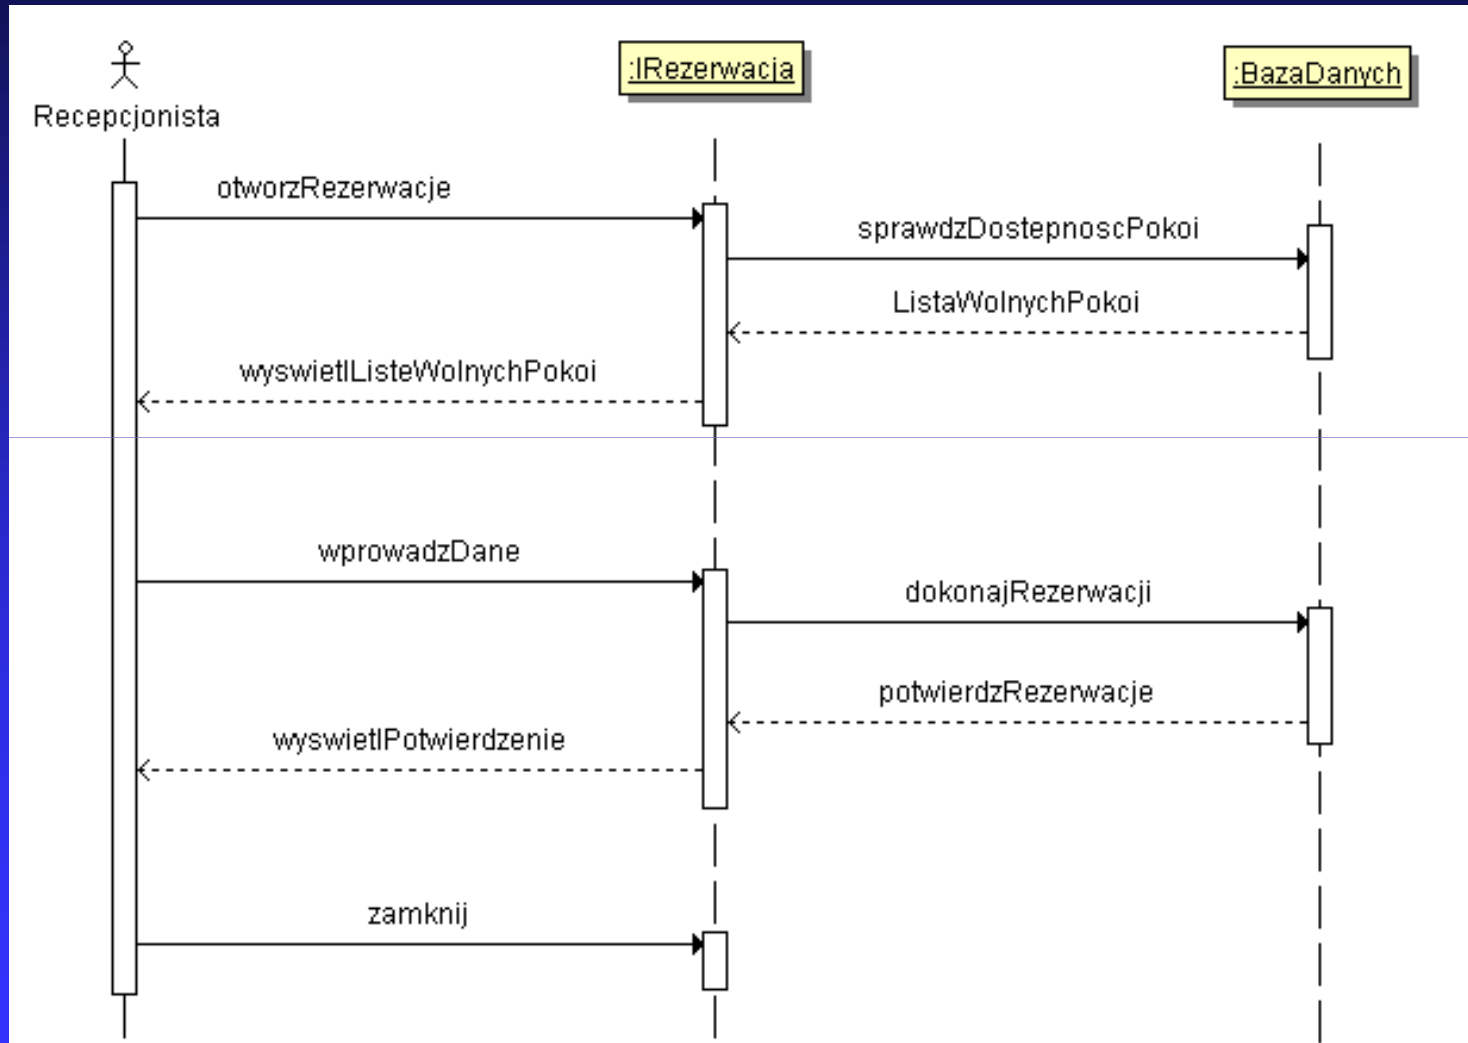 Recepcjonista
:IRezerwacja
:BazaDanych
otworzRezerwacje
sprawdzDostepnoscPokoi
ListaWolnychPokoi
wyswietlListeWolnychPokoi
wprowadzDane
dokonajRezerwacji
potwierdzRezerwacje
wyswietlPotwierdzenie
zamknij